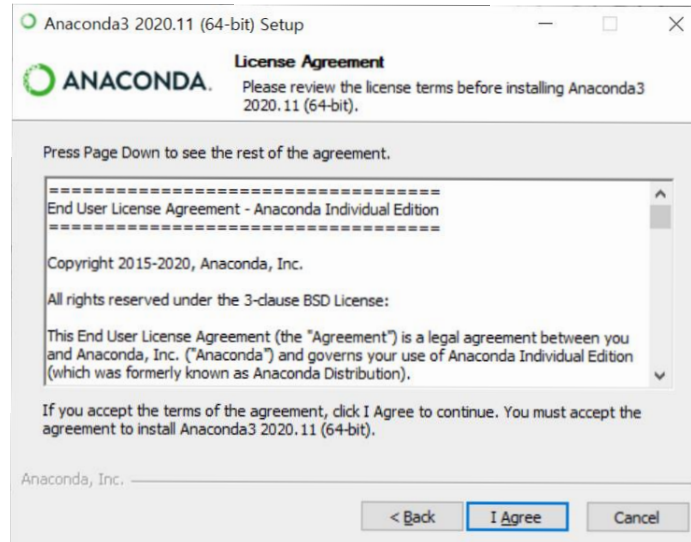 Anaconda3 2020.11 (64-bit) Setup
ANACONDA.
License Agreement
Please review the license terms before installing Anaconda3
2020.11 (64-bit).
Press Page Down to see the rest of the agreement.
===================================
End User License Agreement - Anaconda Individual Edition
===================================
Copyright 2015-2020, Anaconda, Inc.
All rights reserved under the 3-clause BSD License:
This End User License Agreement (the "Agreement") is a legal agreement between you
and Anaconda, Inc. ("Anaconda") and governs your use of Anaconda Individual Edition
(which was formerly known as Anaconda Distribution).
If you accept the terms of the agreement, click I Agree to continue. You must accept the
agreement to install Anaconda3 2020.11 (64-bit).
Anaconda, Inc.
< Back
I Agree
Cancel